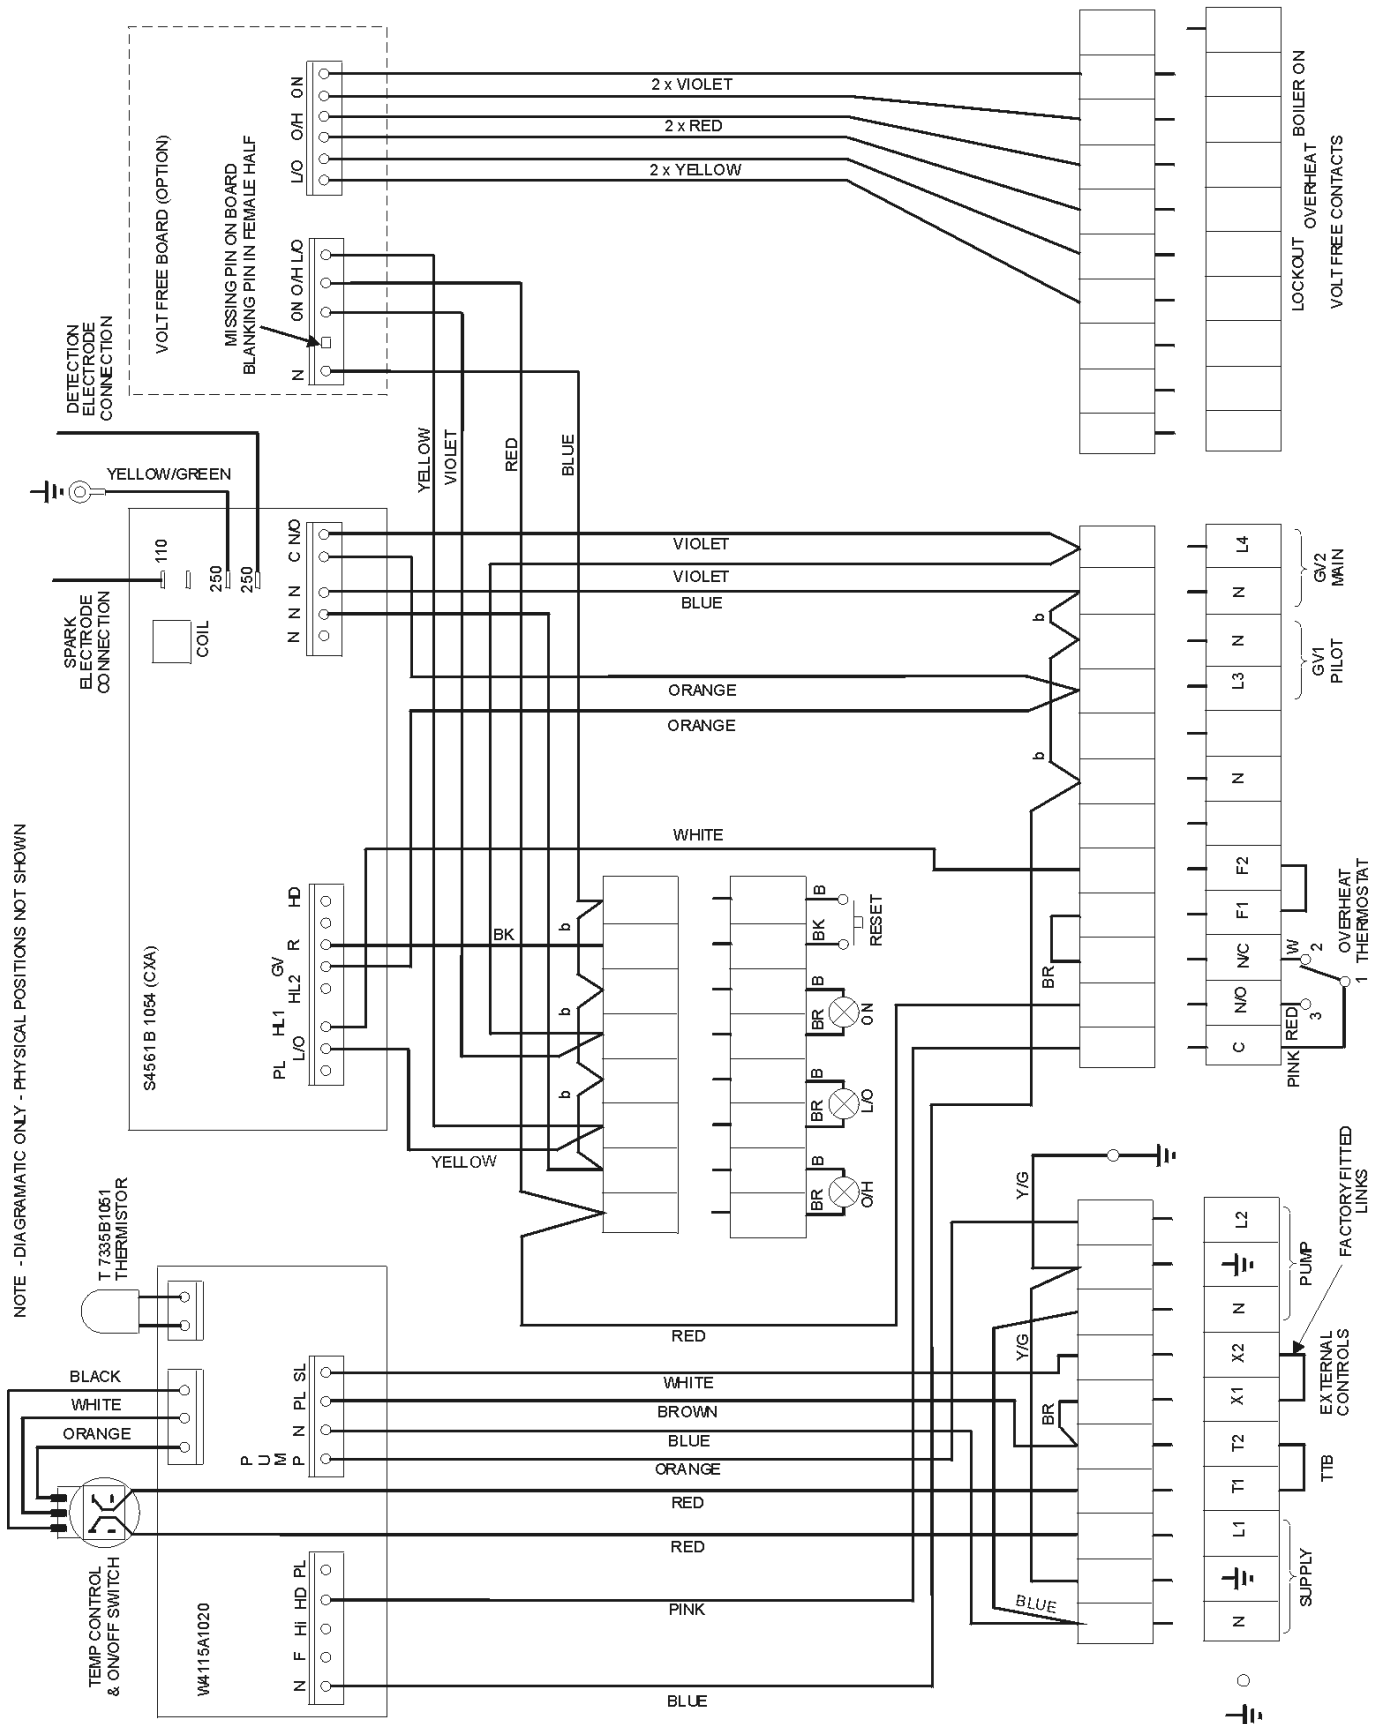 NOTE - DIAGRAMATIC ONLY - PHYSICAL POSITIONS NOT SHOWN
VOLT FREE BOARD (OPTION)
MISSING PIN ON BOARD
BLANKING PIN IN FEMALE HALF
ON
O/H
L/O
L/O
O/H
ON
N
2 x VIOLET
2 x RED
2 x YELLOW
BOILER ON
OVERHEAT
LOCKOUT
VOLT FREE CONTACTS
DETECTION
ELECTRODE
CONNECTION
YELLOW/GREEN
SPARK
ELECTRODE
CONNECTION
110
250
250
COIL
S4561 B 1054 (CXA)
N/O
C
N
N
N
YELLOW
VIOLET
RED
BLUE
VIOLET
VIOLET
BLUE
ORANGE
ORANGE
WHITE
b
b
L4
N
N
L3
N
F2
F1
N/C
N/O
C
GV2
MAIN
GV1
PILOT
OVERHEAT
THERMOSTAT
W
2
1
3
RED
PINK
BR
HD
R
GV
HL2
HL1
L/O
PL
BK
b
b
b
YELLOW
B
BK
RESET
B
BR
ON
B
BR
L/O
B
BR
O/H
T 7335B1051
THERMISTOR
BLACK
WHITE
ORANGE
TEMP CONTROL
& ON/OFF SWITCH
W4115A1020
SL
PL
N
P
P
U
M
PL
HD
Hi
F
N
RED
WHITE
BROWN
BLUE
ORANGE
RED
RED
PINK
BLUE
Y/G
Y/G
BR
BLUE
L2
N
X2
X1
T2
T1
L1
N
PUMP
EXTERNAL
CONTROLS
TTB
SUPPLY
FACTORY FITTED
LINKS